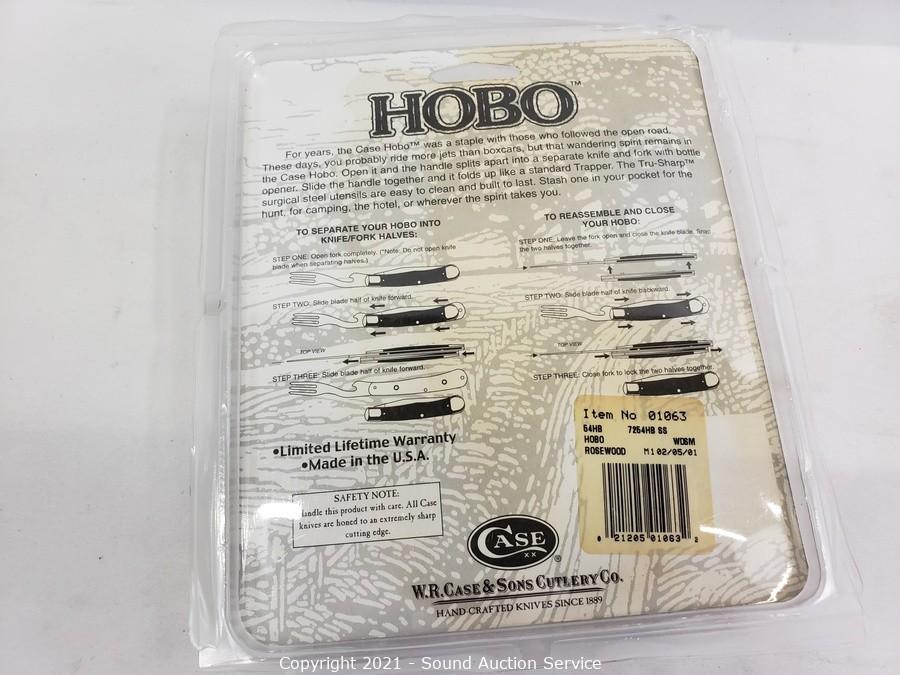 HOBO™
For years, the Case Hobo™ was a staple with those who followed the open road.
These days, you probably ride more jets than boxcars, but that wandering spirit remains in
the Case Hobo. Open it and the handle splits apart into a separate knife and fork with bottle
opener. Slide the handle together and it folds up like a standard Trapper. The Tru-Sharp™
surgical steel utensils are easy to clean and built to last. Stash one in your pocket for the
hunt, for camping, the hotel, or wherever the spirit takes you.
TO SEPARATE YOUR HOBO INTO
KNIFE/FORK HALVES:
STEP ONE: Open fork completely. (*Note: Do not open knife
blade when separating halves.)
STEP TWO: Slide blade half of knife forward.
TOP VIEW
STEP THREE: Slide blade half of knife forward.
TO REASSEMBLE AND CLOSE
YOUR HOBO:
STEP ONE: Leave the fork open and close the knife blade. Snap
the two halves together.
STEP TWO: Slide blade half of knife backward.
TOP VIEW
STEP THREE: Close fork to lock the two halves together.
•Limited Lifetime Warranty
•Made in the U.S.A.
SAFETY NOTE:
Handle this product with care. All Case
knives are honed to an extremely sharp
cutting edge.
Item No 01063
64HB 7254HB SS
HOBO WDSM
ROSEWOOD M102/05/01
0 21205 01063 2
CASE XX ®
W.R. CASE & SONS CUTLERY CO.
HAND CRAFTED KNIVES SINCE 1889
Copyright 2021 - Sound Auction Service